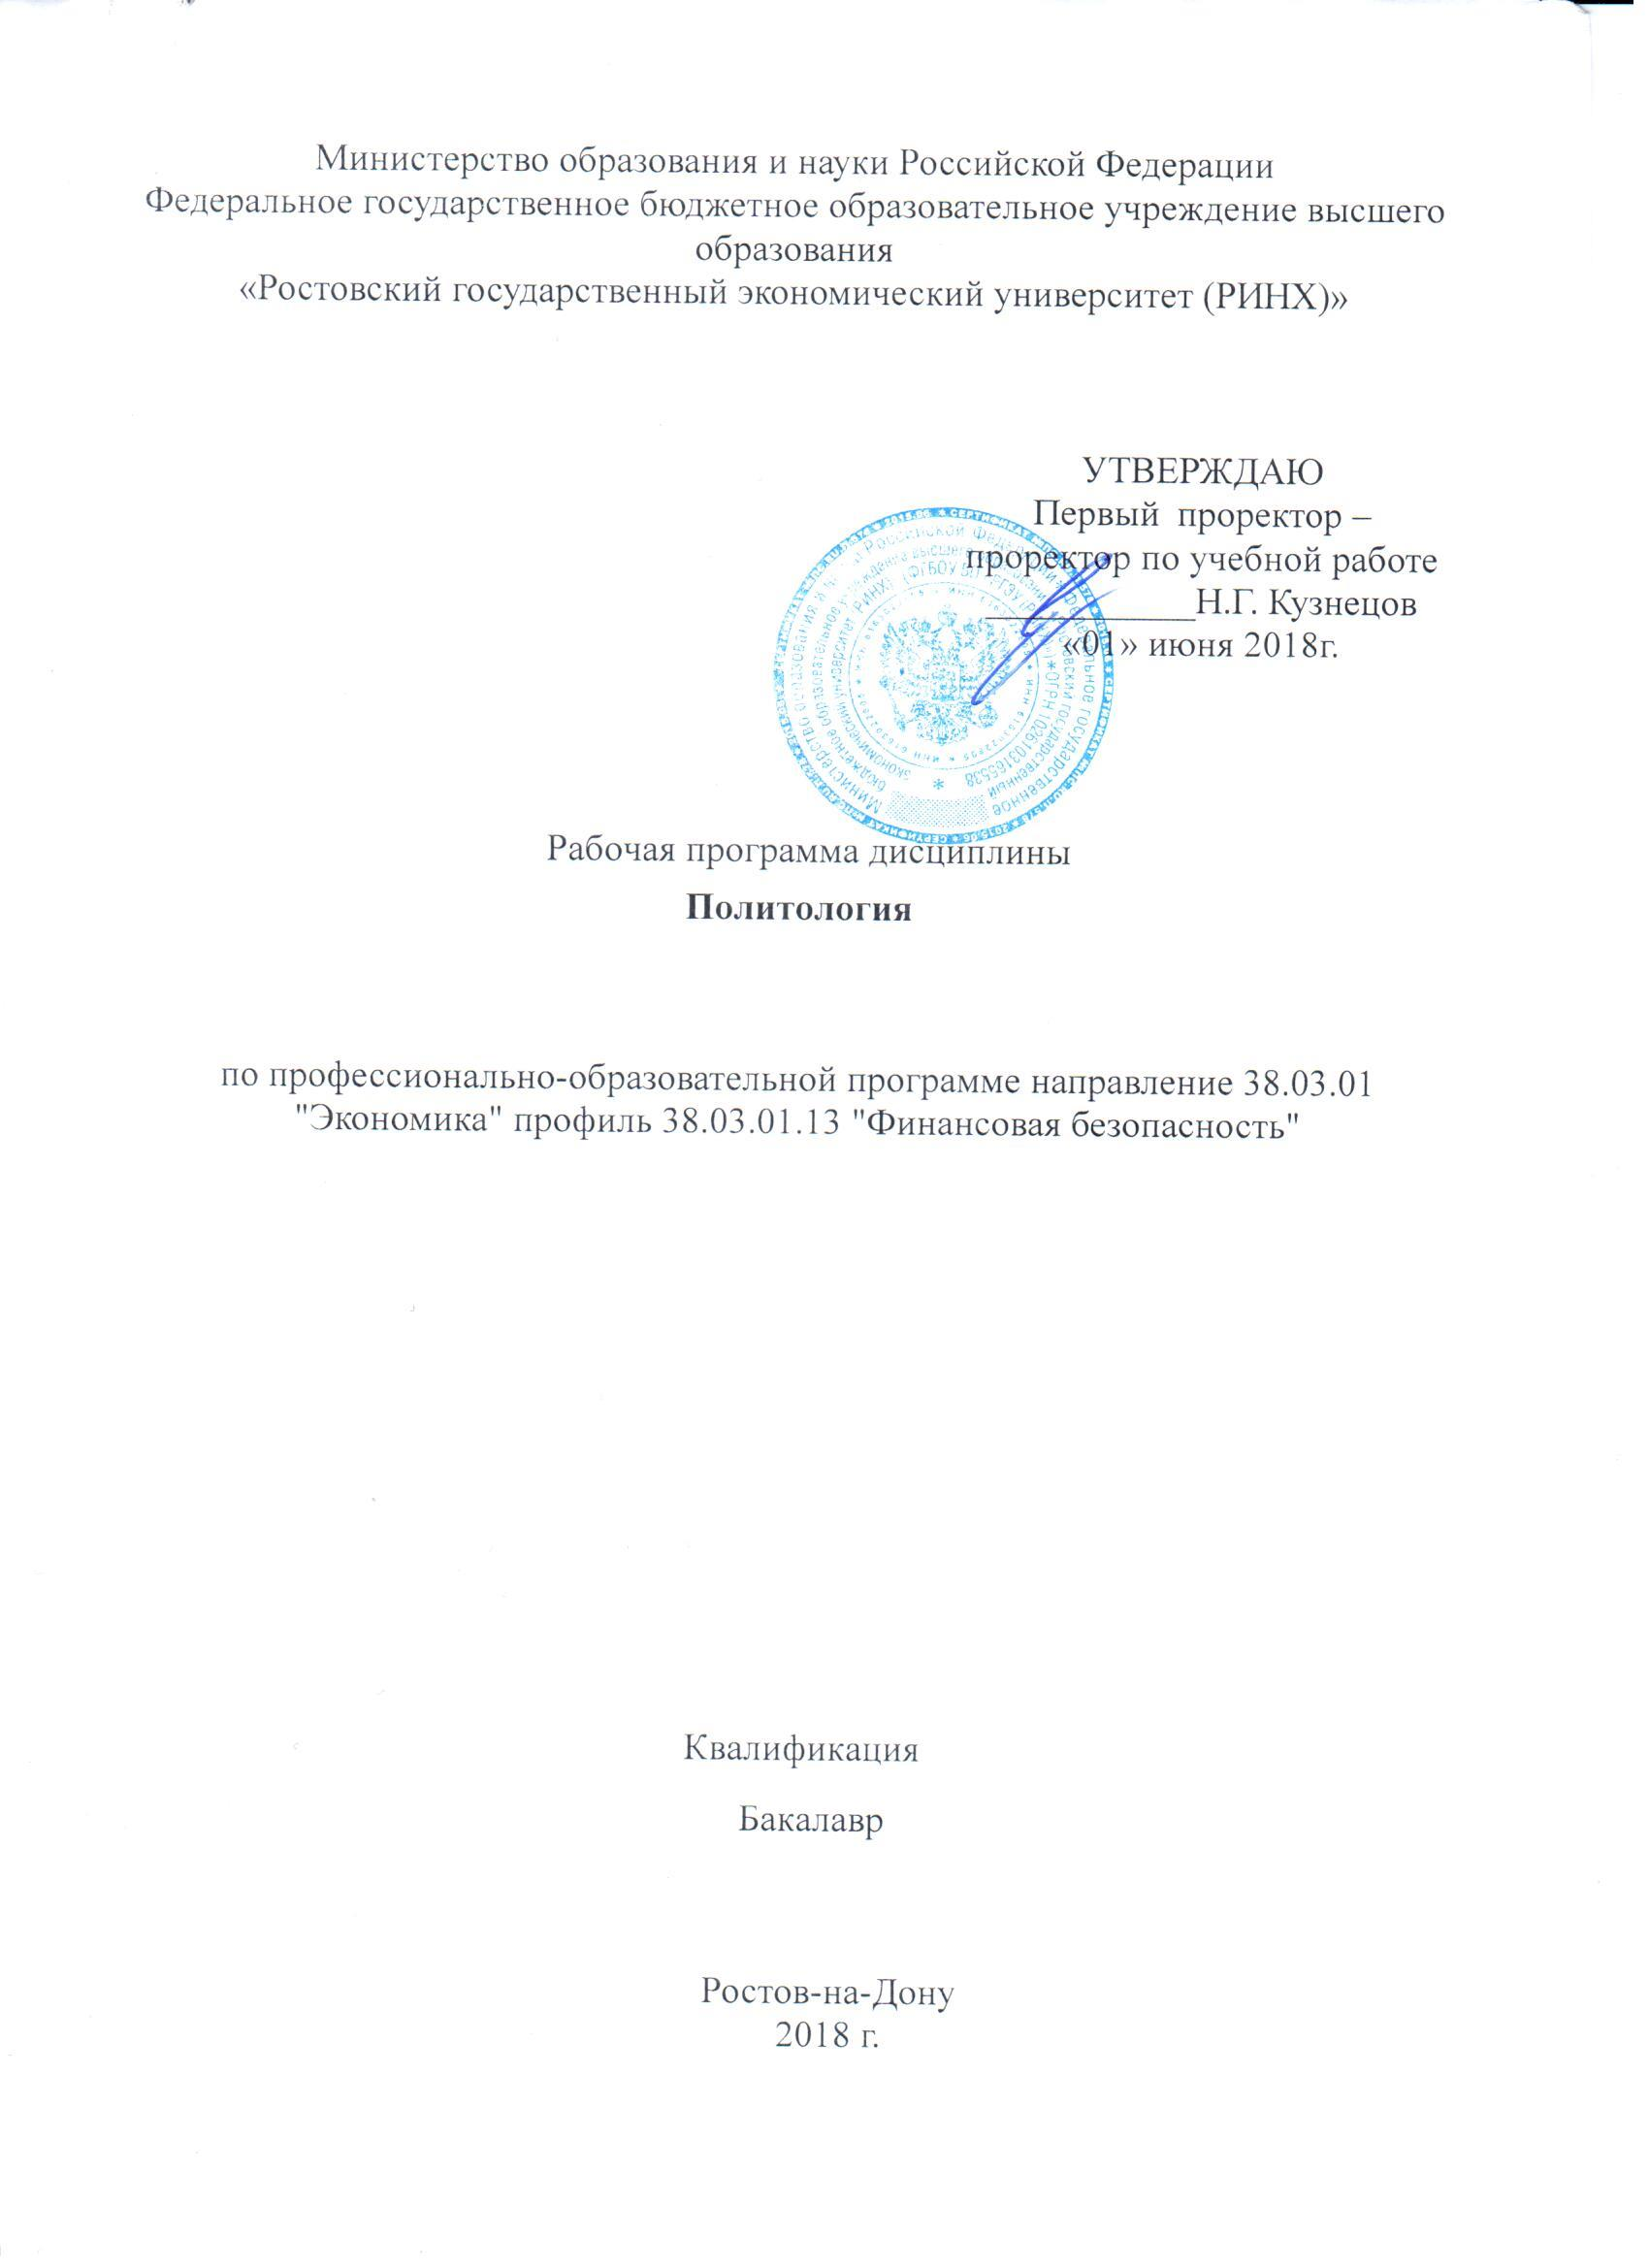 Министерство образования и науки Российской Федерации
Федеральное государственное бюджетное образовательное учреждение высшего
образования
«Ростовский государственный экономический университет (РИНХ)»
УТВЕРЖДАЮ
Первый проректор –
проректор по учебной работе
____________Н.Г. Кузнецов
«01» июня 2018г.
Рабочая программа дисциплины
Политология
по профессионально-образовательной программе направление 38.03.01
"Экономика" профиль 38.03.01.13 "Финансовая безопасность"
Квалификация
Бакалавр
Ростов-на-Дону
2018 г.